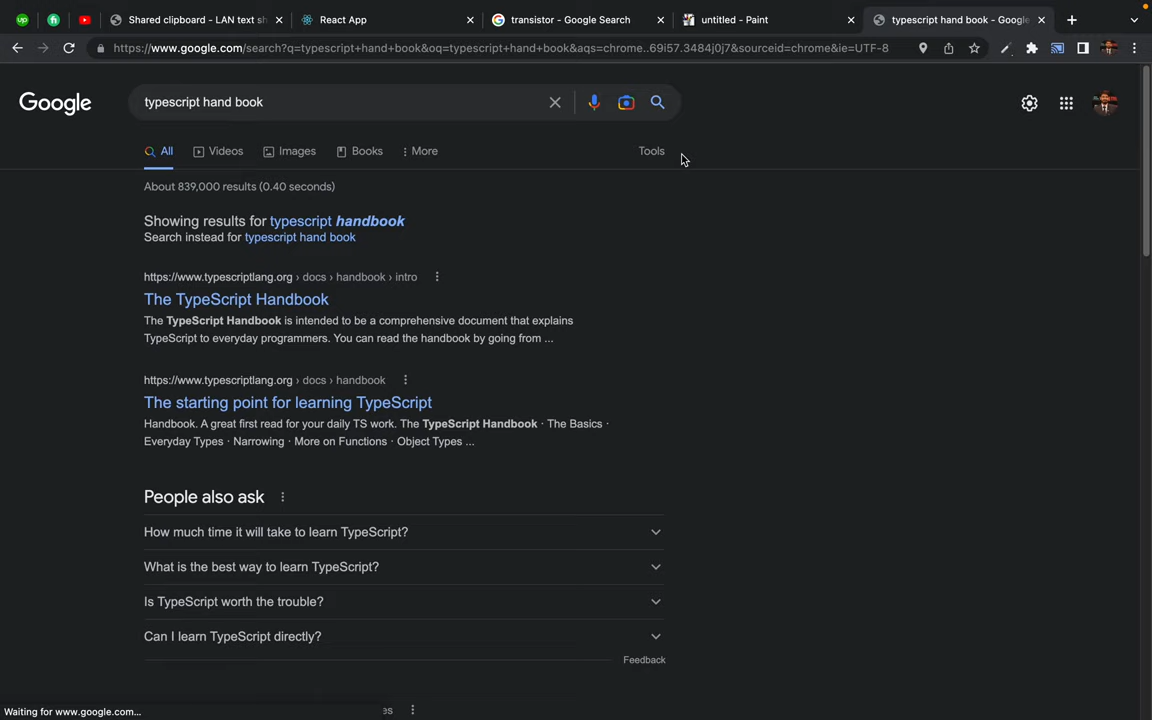 Shared clipboard - LAN text sh
React App
transistor - Google Search
untitled - Paint
typescript hand book - Google
https://www.google.com/search?q=typescript+hand+book&oq=typescript+hand+book&aqs=chrome..69i57.3484j0j7&sourceid=chrome&ie=UTF-8
Google
typescript hand book
All
Videos
Images
Books
More
Tools
About 839,000 results (0.40 seconds)
Showing results for typescript handbook
Search instead for typescript hand book
https://www.typescriptlang.org › docs › handbook › intro
The TypeScript Handbook
The TypeScript Handbook is intended to be a comprehensive document that explains
TypeScript to everyday programmers. You can read the handbook by going from ...
https://www.typescriptlang.org › docs › handbook
The starting point for learning TypeScript
Handbook. A great first read for your daily TS work. The TypeScript Handbook · The Basics ·
Everyday Types · Narrowing · More on Functions · Object Types ...
People also ask
How much time it will take to learn TypeScript?
What is the best way to learn TypeScript?
Is TypeScript worth the trouble?
Can I learn TypeScript directly?
Feedback
Waiting for www.google.com...
es